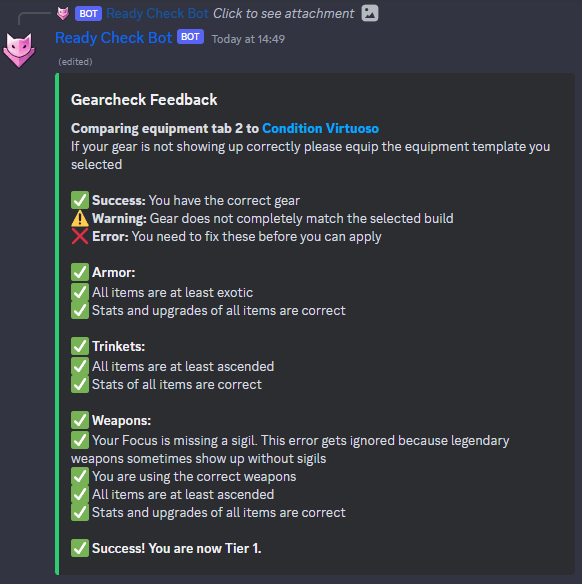 BOT Ready Check Bot Click to see attachment
Ready Check Bot BOT Today at 14:49
(edited)
Gearcheck Feedback
Comparing equipment tab 2 to Condition Virtuoso
If your gear is not showing up correctly please equip the equipment template you
selected
✅ Success: You have the correct gear
⚠️ Warning: Gear does not completely match the selected build
❌ Error: You need to fix these before you can apply
✅ Armor:
✅ All items are at least exotic
✅ Stats and upgrades of all items are correct
✅ Trinkets:
✅ All items are at least ascended
✅ Stats of all items are correct
✅ Weapons:
✅ Your Focus is missing a sigil. This error gets ignored because legendary
weapons sometimes show up without sigils
✅ You are using the correct weapons
✅ All items are at least ascended
✅ Stats and upgrades of all items are correct
✅ Success! You are now Tier 1.